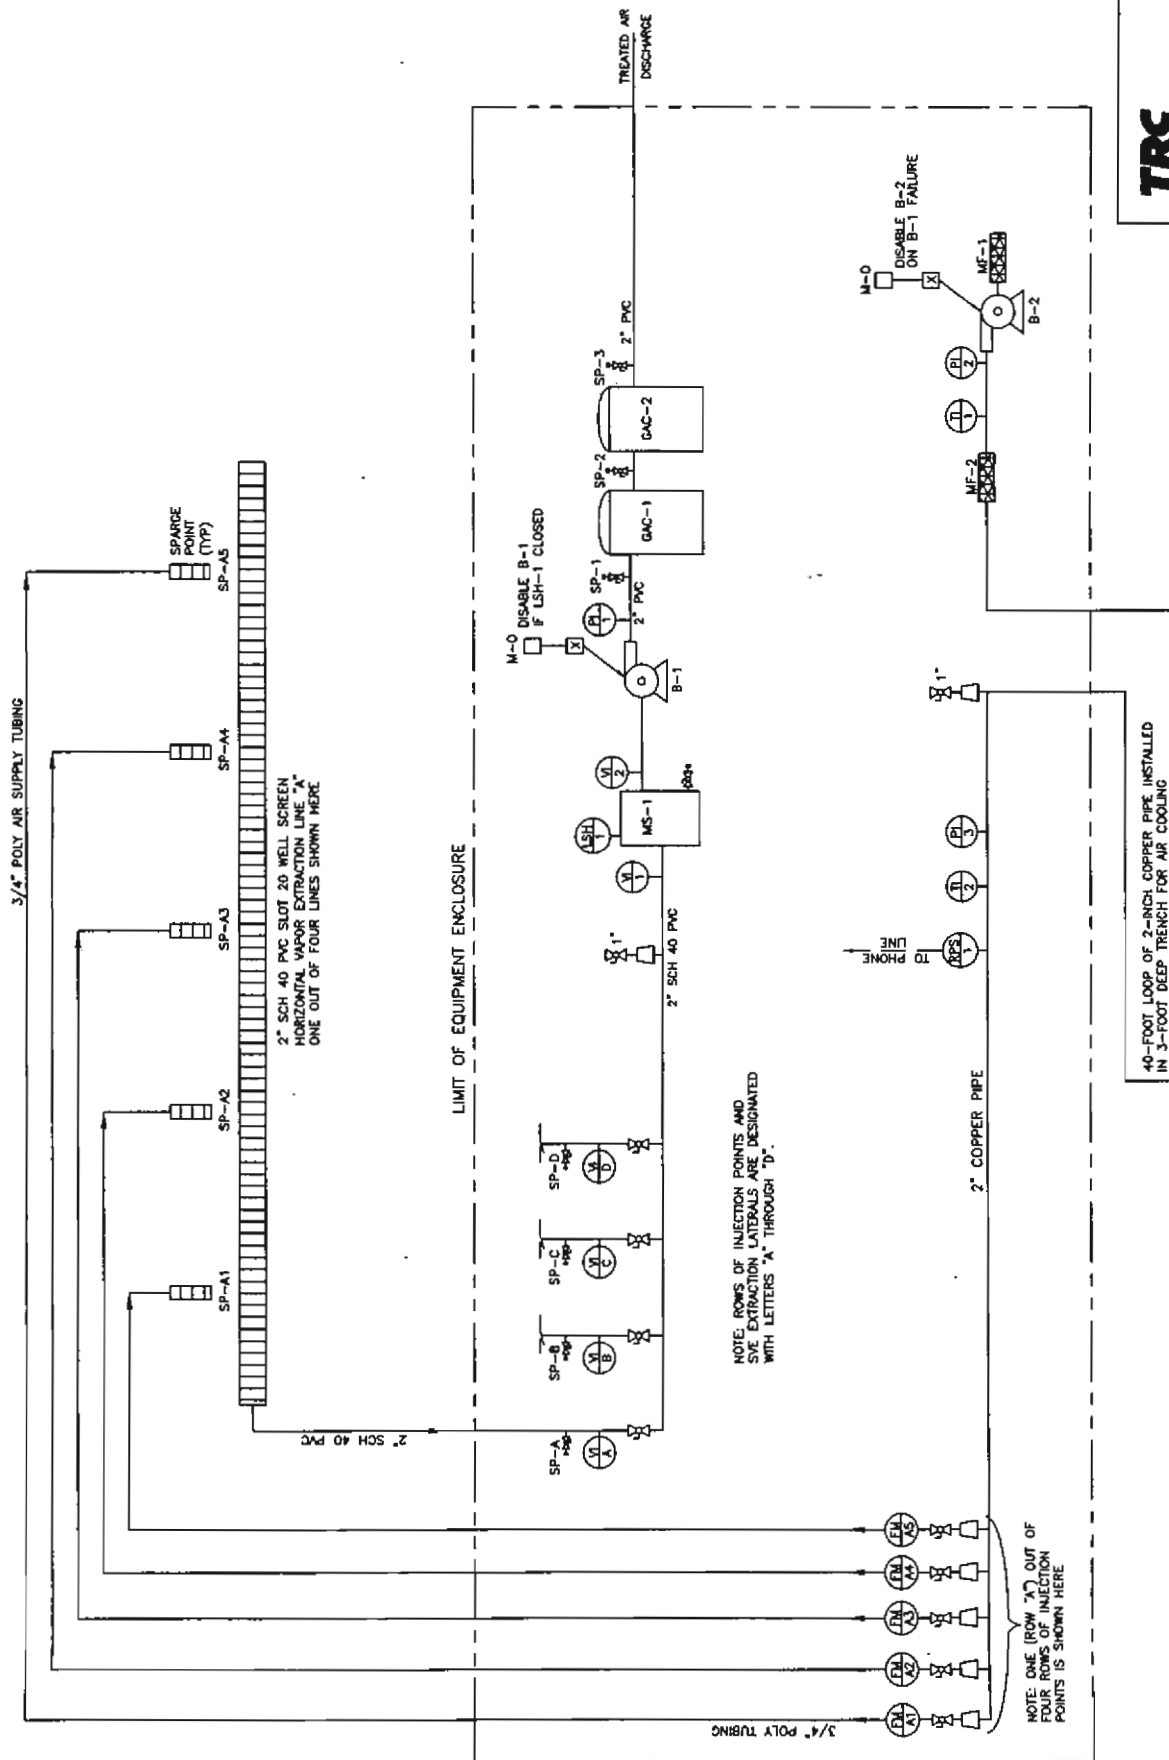 3/4" POLY AIR SUPPLY TUBING
SPARGE
POINT
(TYP)
SP-A1
SP-A2
SP-A3
SP-A4
SP-A5
2" SCH 40 PVC SLOT 20 WELL SCREEN
HORIZONTAL VAPOR EXTRACTION LINE "A"
ONE OUT OF FOUR LINES SHOWN HERE
2" SCH 40 PVC
LIMIT OF EQUIPMENT ENCLOSURE
TREATED AIR
DISCHARGE
SP-A
VI
A
SP-B
VI
B
SP-C
VI
C
SP-D
VI
D
1"
2" SCH 40 PVC
VI
1
LSH
1
MS-1
VI
2
M-O
DISABLE B-1
IF LSH-1 CLOSED
X
B-1
PI
1
2" PVC
SP-1
GAC-1
SP-2
GAC-2
SP-3
2" PVC
NOTE: ROWS OF INJECTION POINTS AND
SVE EXTRACTION LATERALS ARE DESIGNATED
WITH LETTERS "A" THROUGH "D".
M-O
DISABLE B-2
ON B-1 FAILURE
X
MF-1
B-2
PI
2
TI
1
MF-2
1"
PI
3
TI
2
RPS
1
TO PHONE
LINE
2" COPPER PIPE
40-FOOT LOOP OF 2-INCH COPPER PIPE INSTALLED
IN 3-FOOT DEEP TRENCH FOR AIR COOLING
3/4" POLY TUBING
FM
A1
FM
A2
FM
A3
FM
A4
FM
A5
NOTE: ONE (ROW "A") OUT OF
FOUR ROWS OF INJECTION
POINTS IS SHOWN HERE
TRC